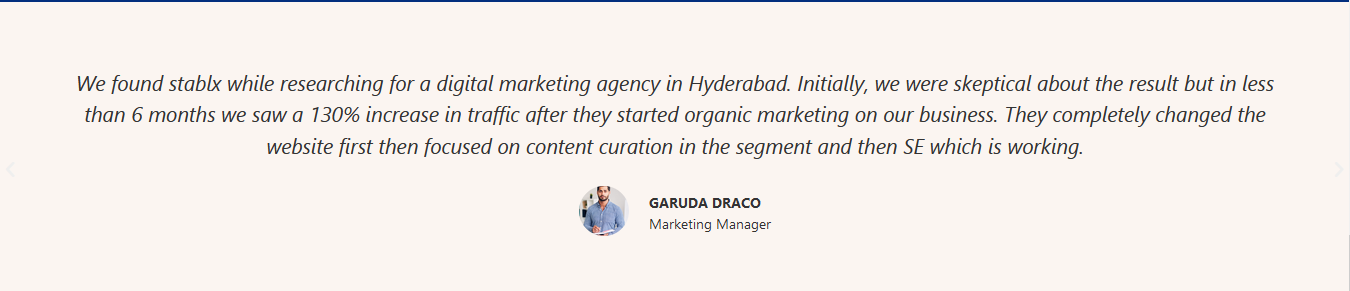 We found stablx while researching for a digital marketing agency in Hyderabad. Initially, we were skeptical about the result but in less
than 6 months we saw a 130% increase in traffic after they started organic marketing on our business. They completely changed the
website first then focused on content curation in the segment and then SE which is working.
GARUDA DRACO
Marketing Manager